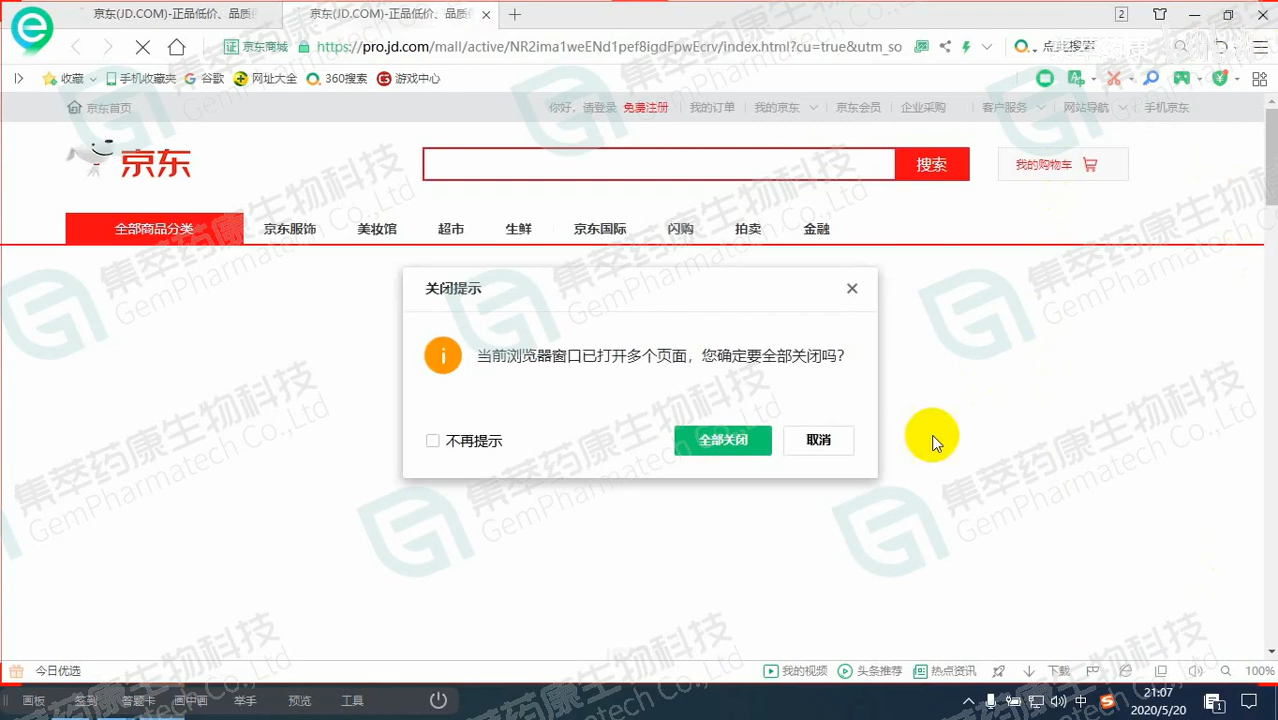 京东(JD.COM)-正品低价、品质
京东(JD.COM)-正品低价、品质
2
证 京东商城
https://pro.jd.com/mall/active/NR2ime1weENd1pef8igdFpwEcrv/index.html?cu=true&utm_so
点此搜索
收藏
手机收藏夹
谷歌
网址大全
360搜索
游戏中心
京东首页
你好，请登录 免费注册
我的订单
我的京东
京东会员
企业采购
客户服务
网站导航
手机京东
京东
搜索
我的购物车
全部商品分类
京东服饰
美妆馆
超市
生鲜
京东国际
闪购
拍卖
金融
关闭提示
当前浏览器窗口已打开多个页面，您确定要全部关闭吗？
不再提示
全部关闭
取消
集萃药康生物科技
GemPharmatech Co.,Ltd
今日优选
我的视频
头条推荐
热点资讯
下载
100%
画板
签到
答题卡
画中画
举手
预览
工具
中
21:07
2020/5/20
1